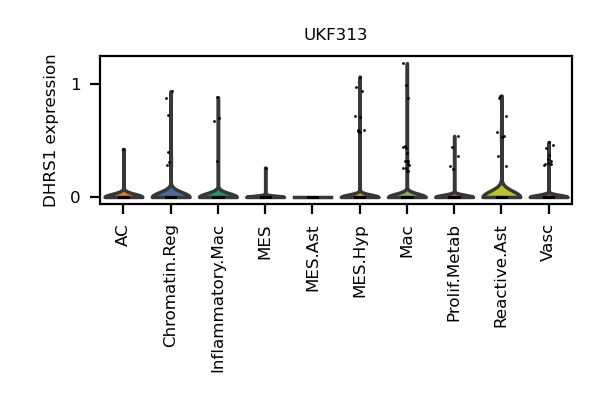 UKF313
DHRS1 expression
1
0
AC
Chromatin.Reg
Inflammatory.Mac
MES
MES.Ast
MES.Hyp
Mac
Prolif.Metab
Reactive.Ast
Vasc